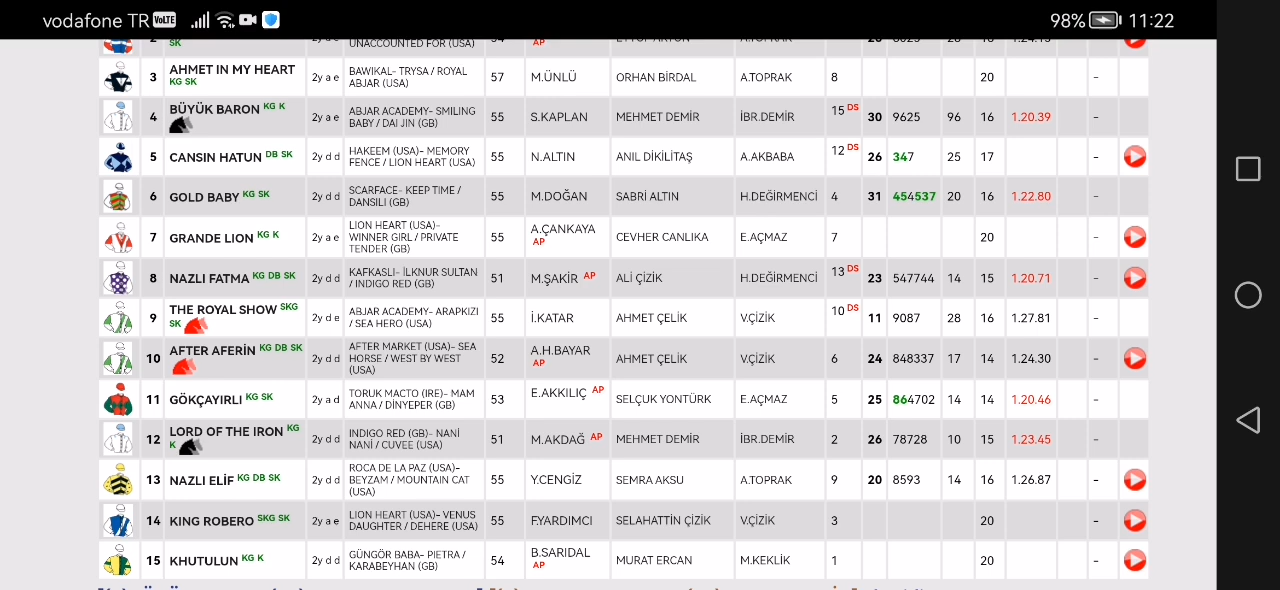 vodafone TR VoLTE 98% 11:22
SK 2y d e UNACCOUNTED FOR (USA) AP
3 AHMET IN MY HEART KG SK 2y a e BAWIKAL- TRYSA / ROYAL ABJAR (USA) 57 M.ÜNLÜ ORHAN BİRDAL A.TOPRAK 8 20 -
4 BÜYÜK BARON KG K 2y a e ABJAR ACADEMY- SMILING BABY / DAI JIN (GB) 55 S.KAPLAN MEHMET DEMİR İBR.DEMİR 15 DS 30 9625 96 16 1.20.39 -
5 CANSIN HATUN DB SK 2y d d HAKEEM (USA)- MEMORY FENCE / LION HEART (USA) 55 N.ALTIN ANIL DİKİLİTAŞ A.AKBABA 12 DS 26 347 25 17 -
6 GOLD BABY KG SK 2y d d SCARFACE- KEEP TIME / DANSILI (GB) 55 M.DOĞAN SABRİ ALTIN H.DEĞİRMENCİ 4 31 454537 20 16 1.22.80 -
7 GRANDE LION KG K 2y a e LION HEART (USA)- WINNER GIRL / PRIVATE TENDER (GB) 55 A.ÇANKAYA AP CEVHER CANLIKA E.AÇMAZ 7 20 -
8 NAZLI FATMA KG DB SK 2y d d KAFKASLI- İLKNUR SULTAN / INDIGO RED (GB) 51 M.ŞAKİR AP ALİ ÇİZİK H.DEĞİRMENCİ 13 DS 23 547744 14 15 1.20.71 -
9 THE ROYAL SHOW SKG SK 2y d e ABJAR ACADEMY- ARAPKIZI / SEA HERO (USA) 55 İ.KATAR AHMET ÇELİK V.ÇİZİK 10 DS 11 9087 28 16 1.27.81 -
10 AFTER AFERİN KG DB SK 2y d d AFTER MARKET (USA)- SEA HORSE / WEST BY WEST (USA) 52 A.H.BAYAR AP AHMET ÇELİK V.ÇİZİK 6 24 848337 17 14 1.24.30 -
11 GÖKÇAYIRLI KG SK 2y a d TORUK MACTO (IRE)- MAM ANNA / DİNYEPER (GB) 53 E.AKKILIÇ AP SELÇUK YONTÜRK E.AÇMAZ 5 25 864702 14 14 1.20.46 -
12 LORD OF THE IRON KG K 2y d d INDIGO RED (GB)- NANİ NANİ / CUVEE (USA) 51 M.AKDAĞ AP MEHMET DEMİR İBR.DEMİR 2 26 78728 10 15 1.23.45 -
13 NAZLI ELİF KG DB SK 2y d d ROCA DE LA PAZ (USA)- BEYZAM / MOUNTAIN CAT (USA) 55 Y.CENGİZ SEMRA AKSU A.TOPRAK 9 20 8593 14 16 1.26.87 -
14 KING ROBERO SKG SK 2y a e LION HEART (USA)- VENUS DAUGHTER / DEHERE (USA) 55 F.YARDIMCI SELAHATTİN ÇİZİK V.ÇİZİK 3 20 -
15 KHUTULUN KG K 2y d d GÜNGÖR BABA- PIETRA / KARABEYHAN (GB) 54 B.SARIDAL AP MURAT ERCAN M.KEKLİK 1 20 -